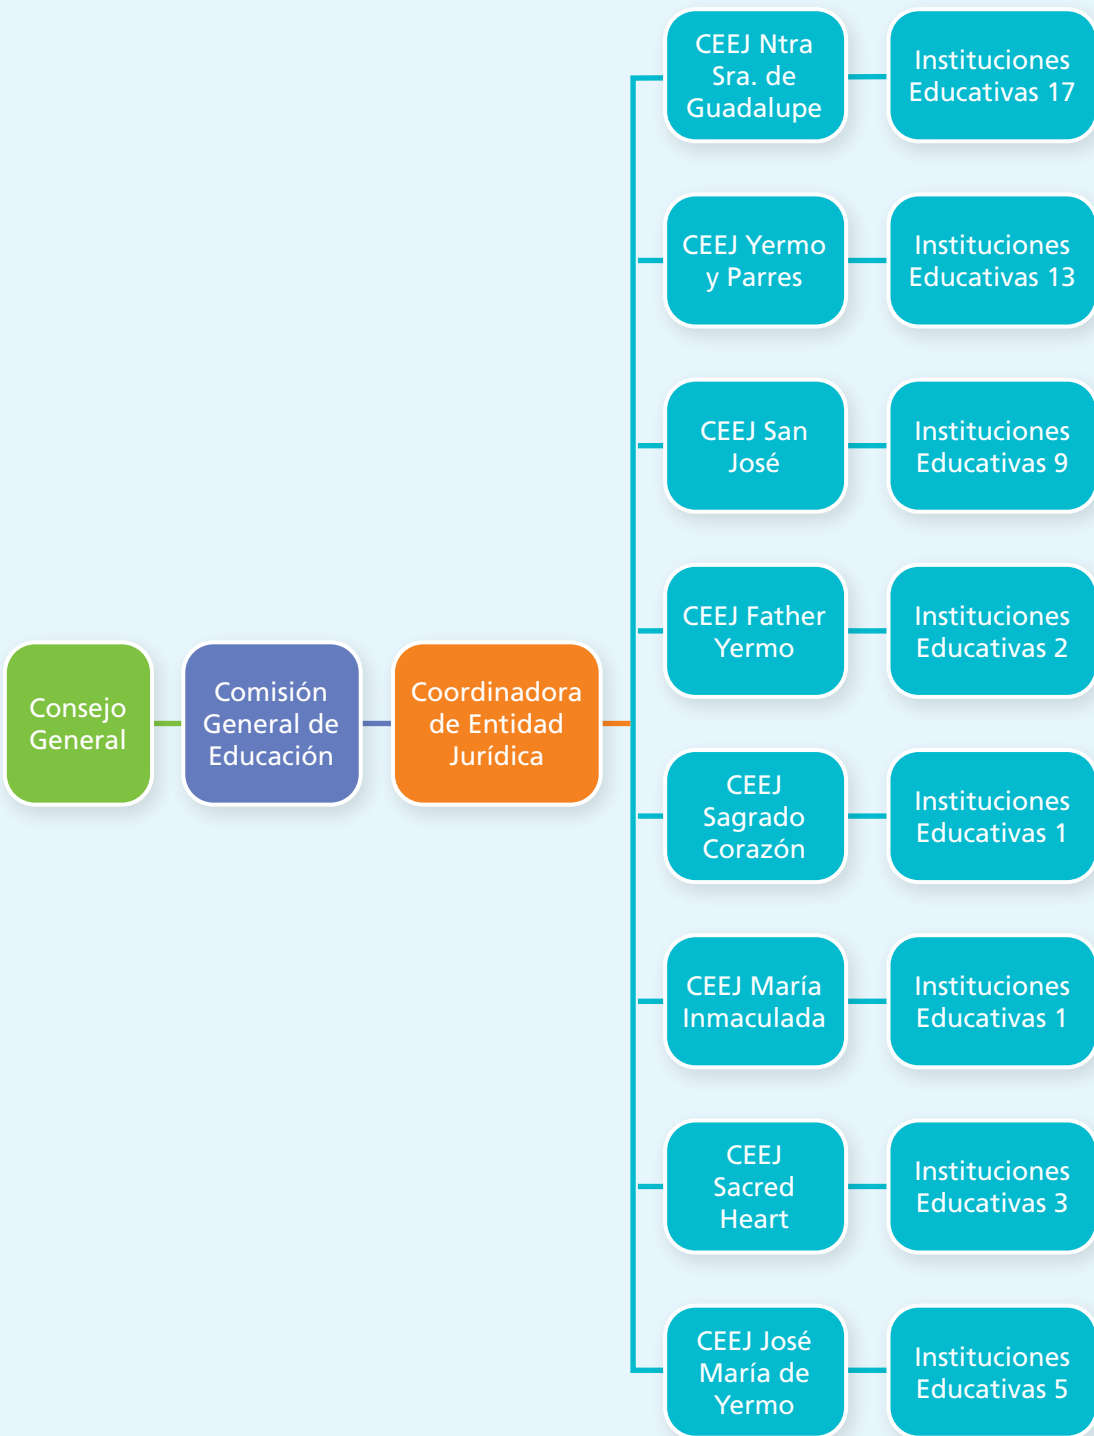 CEEJ Ntra
Sra. de
Guadalupe
Instituciones
Educativas 17
CEEJ Yermo
y Parres
Instituciones
Educativas 13
CEEJ San
José
Instituciones
Educativas 9
CEEJ Father
Yermo
Instituciones
Educativas 2
Consejo
General
Comisión
General de
Educación
Coordinadora
de Entidad
Jurídica
CEEJ
Sagrado
Corazón
Instituciones
Educativas 1
CEEJ María
Inmaculada
Instituciones
Educativas 1
CEEJ
Sacred
Heart
Instituciones
Educativas 3
CEEJ José
María de
Yermo
Instituciones
Educativas 5